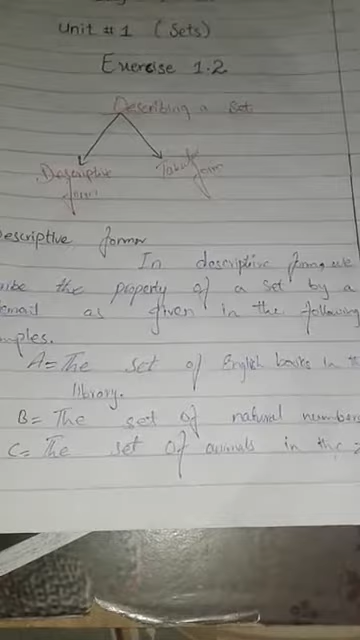 Unit # 1 (Sets)
Exercise 1.2
Describing a set
Descriptive Tabular
form form
Descriptive former
In descriptive form we
the property of a set by a
as given in the following
A = The set of English books in
library.
B = The set of natural numbers
C = The set of animals in the